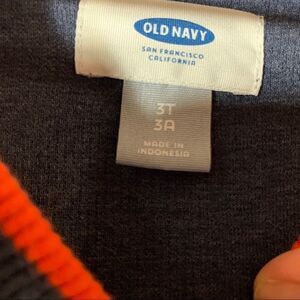 OLD NAVY
SAN FRANCISCO
CALIFORNIA
3T
3A
MADE IN
INDONESIA